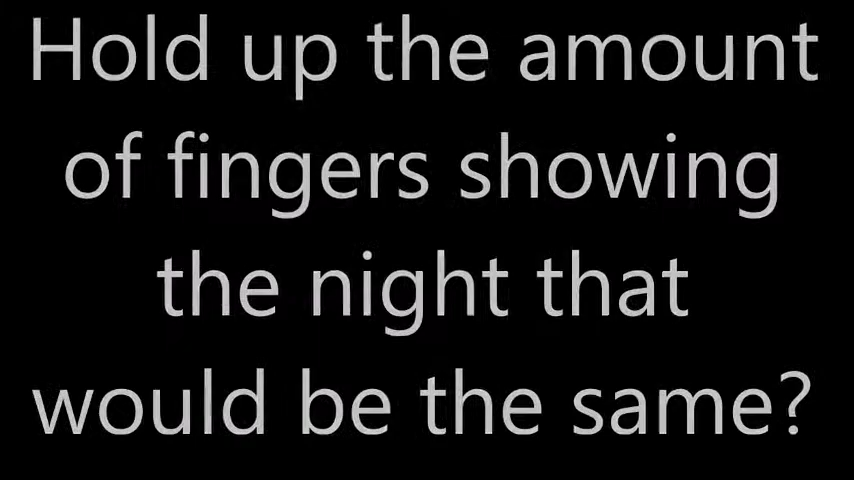 Hold up the amount
of fingers showing
the night that
would be the same?